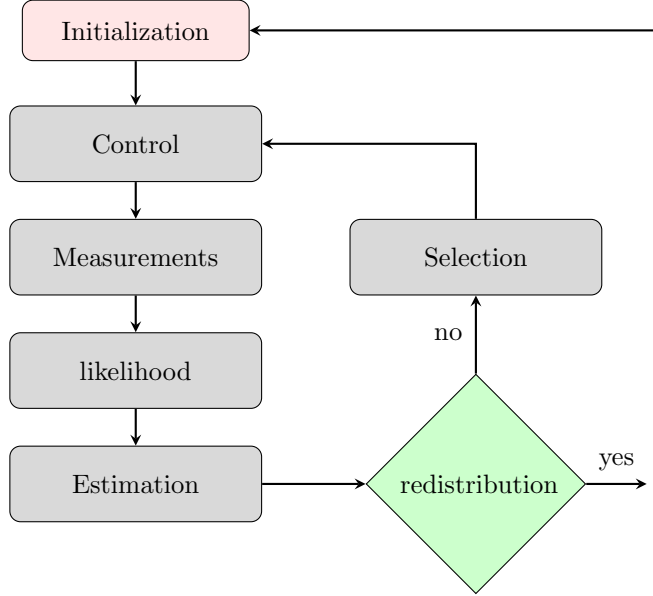 Initialization
Control
Measurements
Selection
no
likelihood
yes
Estimation
redistribution